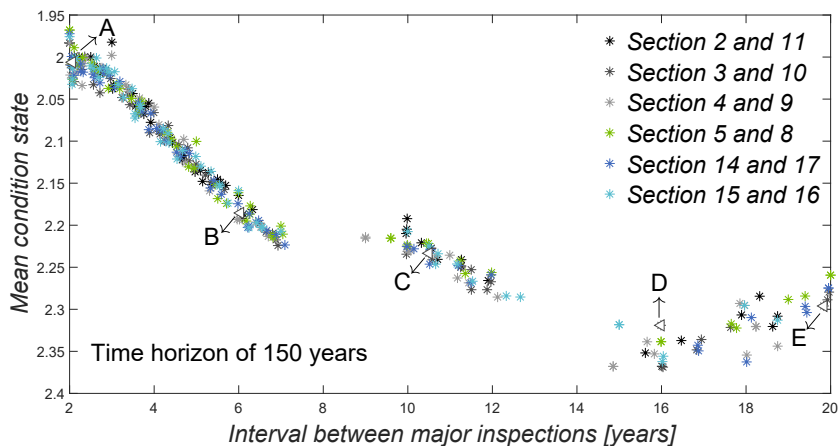 1.95
2
2.05
2.1
2.15
2.2
2.25
2.3
2.35
2.4
Mean condition state
A
B
C
D
E
Section 2 and 11
Section 3 and 10
Section 4 and 9
Section 5 and 8
Section 14 and 17
Section 15 and 16
Time horizon of 150 years
2 4 6 8 10 12 14 16 18 20
Interval between major inspections [years]